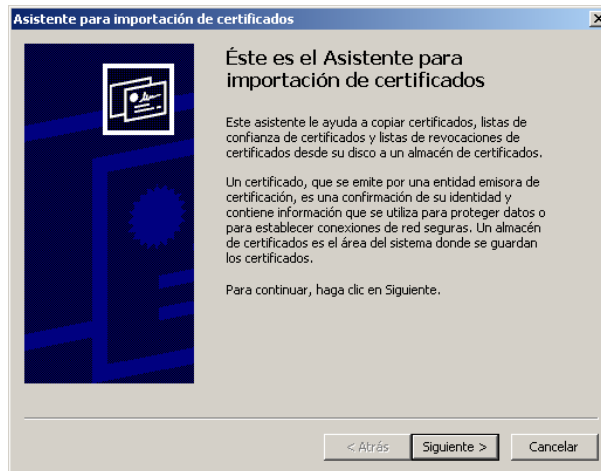 Asistente para importación de certificados
Éste es el Asistente para
importación de certificados
Este asistente le ayuda a copiar certificados, listas de
confianza de certificados y listas de revocaciones de
certificados desde su disco a un almacén de certificados.
Un certificado, que se emite por una entidad emisora de
certificación, es una confirmación de su identidad y
contiene información que se utiliza para proteger datos o
para establecer conexiones de red seguras. Un almacén
de certificados es el área del sistema donde se guardan
los certificados.
Para continuar, haga clic en Siguiente.
< Atrás Siguiente > Cancelar